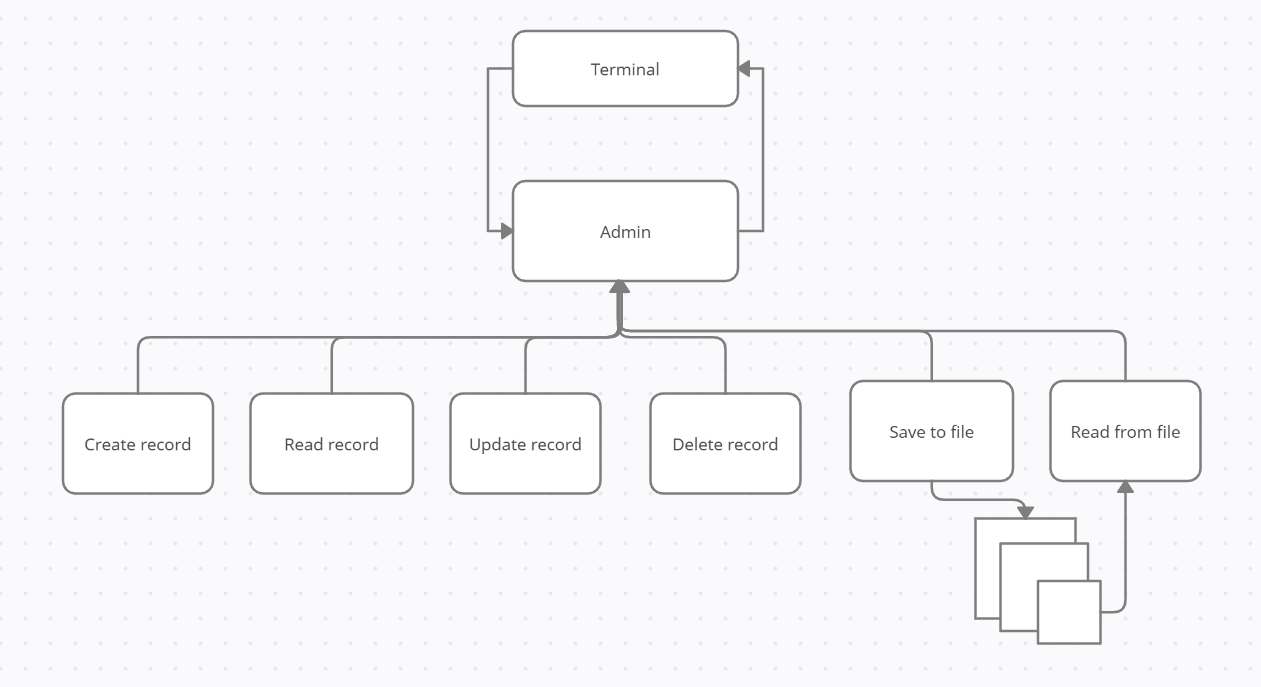 Terminal
Admin
Create record
Read record
Update record
Delete record
Save to file
Read from file